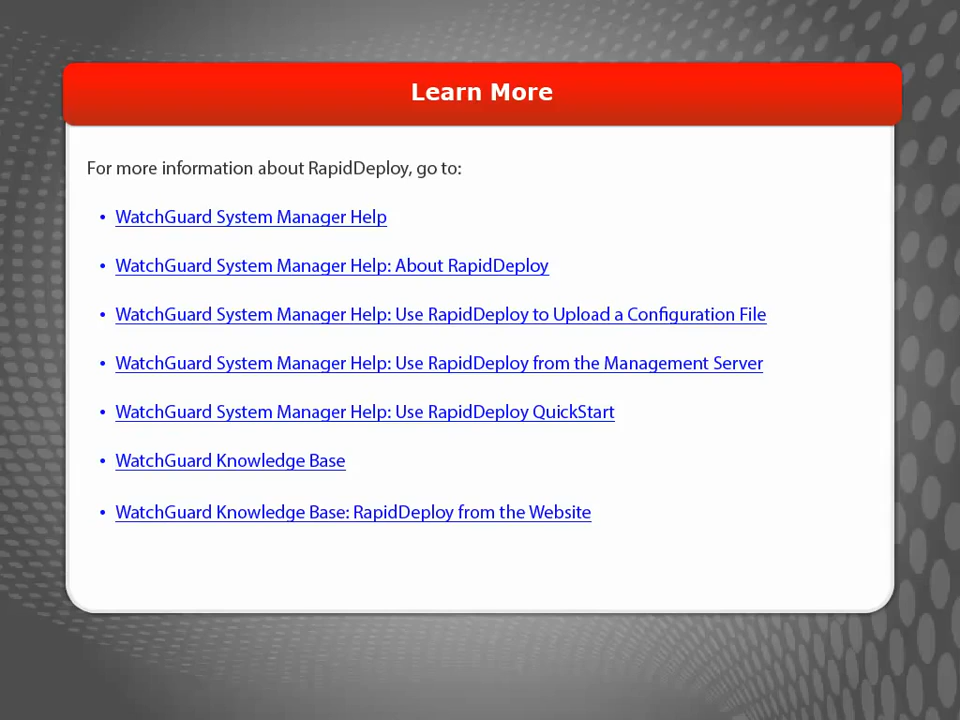 Learn More
For more information about RapidDeploy, go to:
• WatchGuard System Manager Help
• WatchGuard System Manager Help: About RapidDeploy
• WatchGuard System Manager Help: Use RapidDeploy to Upload a Configuration File
• WatchGuard System Manager Help: Use RapidDeploy from the Management Server
• WatchGuard System Manager Help: Use RapidDeploy QuickStart
• WatchGuard Knowledge Base
• WatchGuard Knowledge Base: RapidDeploy from the Website